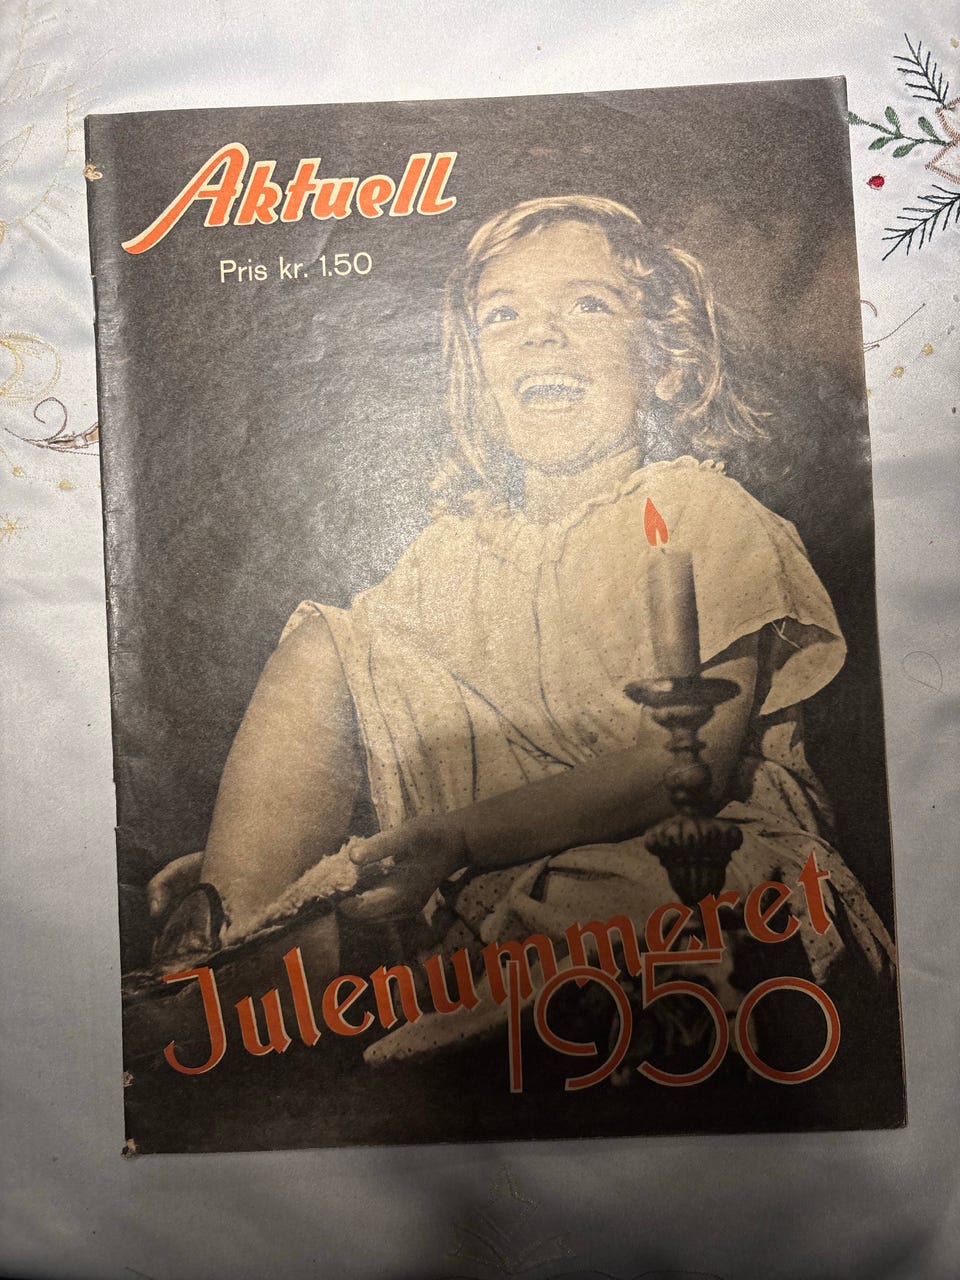 Aktuell
Pris kr. 1.50
Julenummeret
1950